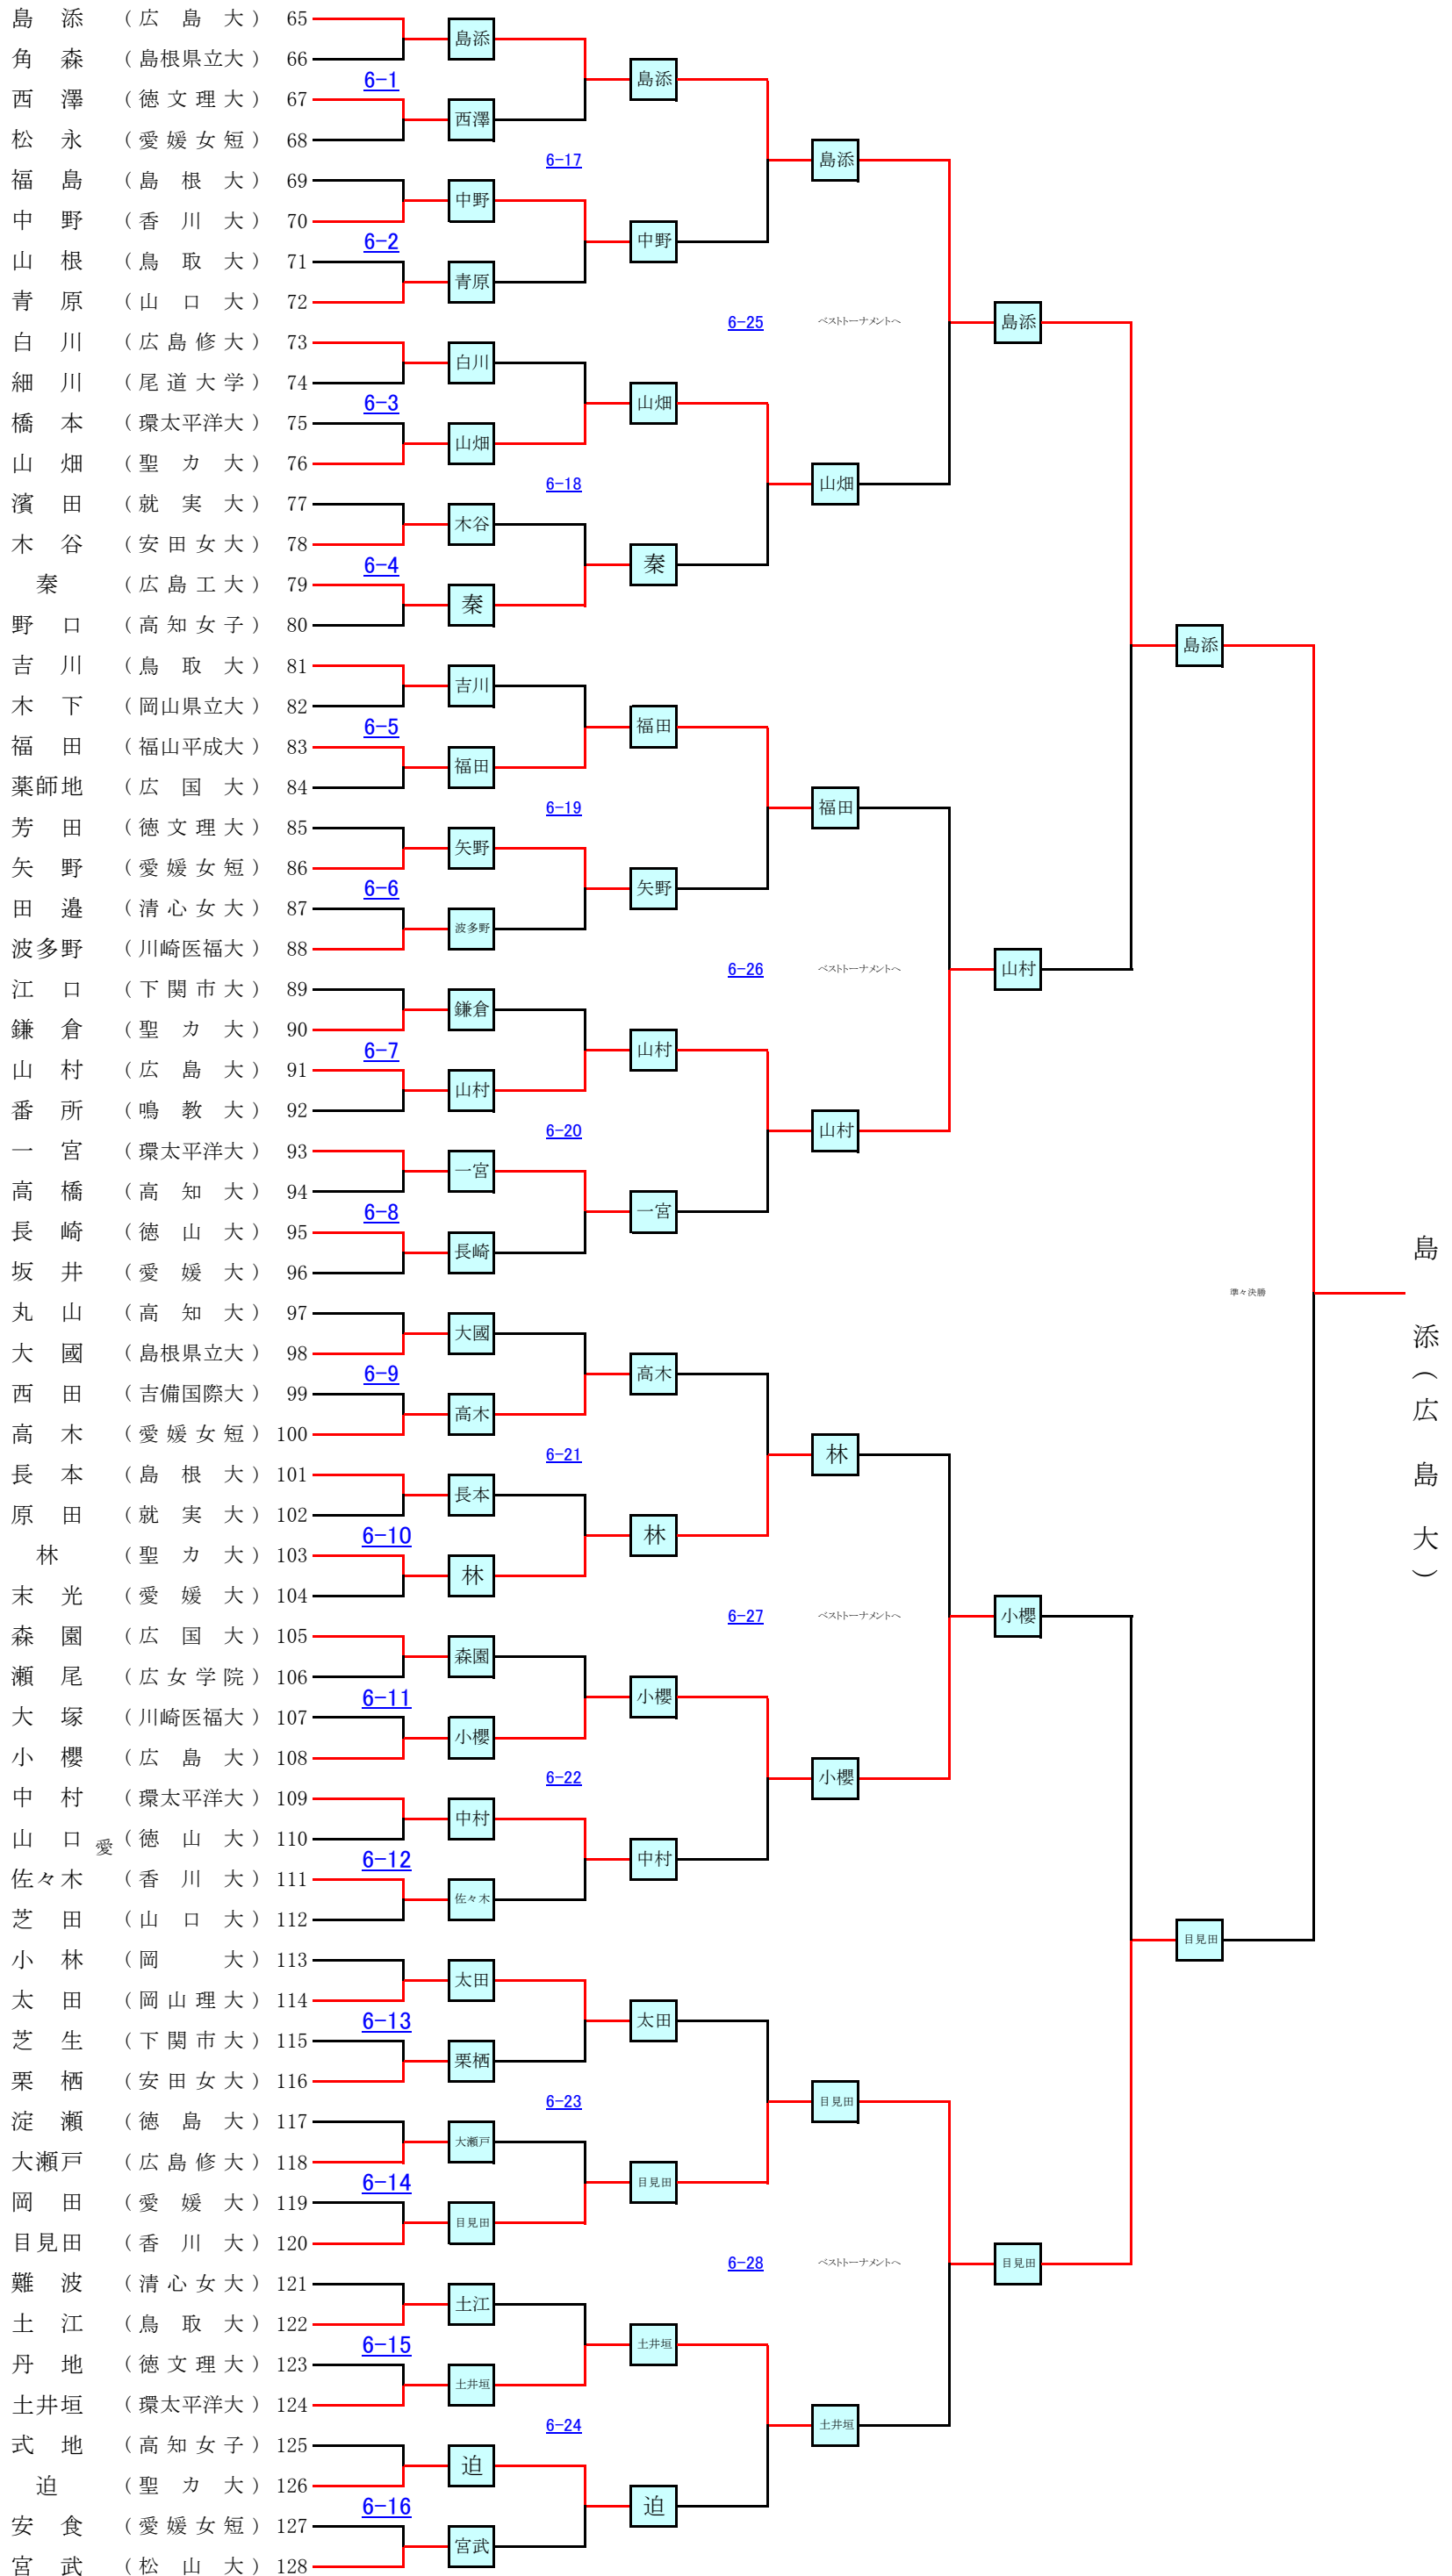 島添 (広島大) 65
角森 (島根県立大) 66
西澤 (徳文理大) 67
松永 (愛媛女短) 68
福島 (島根大) 69
中野 (香川大) 70
山根 (鳥取大) 71
青原 (山口大) 72
白川 (広島修大) 73
細川 (尾道大学) 74
橋本 (環太平洋大) 75
山畑 (聖カ大) 76
濱田 (就実大) 77
木谷 (安田女大) 78
秦 (広島工大) 79
野口 (高知女子) 80
吉川 (鳥取大) 81
木下 (岡山県立大) 82
福田 (福山平成大) 83
薬師地 (広国大) 84
芳田 (徳文理大) 85
矢野 (愛媛女短) 86
田邉 (清心女大) 87
波多野 (川崎医福大) 88
江口 (下関市大) 89
鎌倉 (聖カ大) 90
山村 (広島大) 91
番所 (鳴教大) 92
一宮 (環太平洋大) 93
高橋 (高知大) 94
長崎 (徳山大) 95
坂井 (愛媛大) 96
丸山 (高知大) 97
大國 (島根県立大) 98
西田 (吉備国際大) 99
高木 (愛媛女短) 100
長本 (島根大) 101
原田 (就実大) 102
林 (聖カ大) 103
末光 (愛媛大) 104
森園 (広国大) 105
瀬尾 (広女学院) 106
大塚 (川崎医福大) 107
小櫻 (広島大) 108
中村 (環太平洋大) 109
山口愛 (徳山大) 110
佐々木 (香川大) 111
芝田 (山口大) 112
小林 (岡大) 113
太田 (岡山理大) 114
芝生 (下関市大) 115
栗栖 (安田女大) 116
淀瀬 (徳島大) 117
大瀬戸 (広島修大) 118
岡田 (愛媛大) 119
目見田 (香川大) 120
難波 (清心女大) 121
土江 (鳥取大) 122
丹地 (徳文理大) 123
土井垣 (環太平洋大) 124
式地 (高知女子) 125
迫 (聖カ大) 126
安食 (愛媛女短) 127
宮武 (松山大) 128
島添
6-1
西澤
中野
6-2
青原
白川
6-3
山畑
木谷
6-4
秦
吉川
6-5
福田
矢野
6-6
波多野
鎌倉
6-7
山村
一宮
6-8
長崎
大國
6-9
高木
長本
6-10
林
森園
6-11
小櫻
中村
6-12
佐々木
太田
6-13
栗栖
大瀬戸
6-14
目見田
土江
6-15
土井垣
迫
6-16
宮武
島添
6-17
中野
山畑
6-18
秦
福田
6-19
矢野
山村
6-20
一宮
高木
6-21
林
小櫻
6-22
中村
太田
6-23
目見田
土井垣
6-24
迫
島添
6-25 ベストトーナメントへ
山畑
福田
6-26 ベストトーナメントへ
山村
林
6-27 ベストトーナメントへ
小櫻
目見田
6-28 ベストトーナメントへ
土井垣
島添
山村
小櫻
目見田
島添
目見田
準々決勝
島添(広島大)